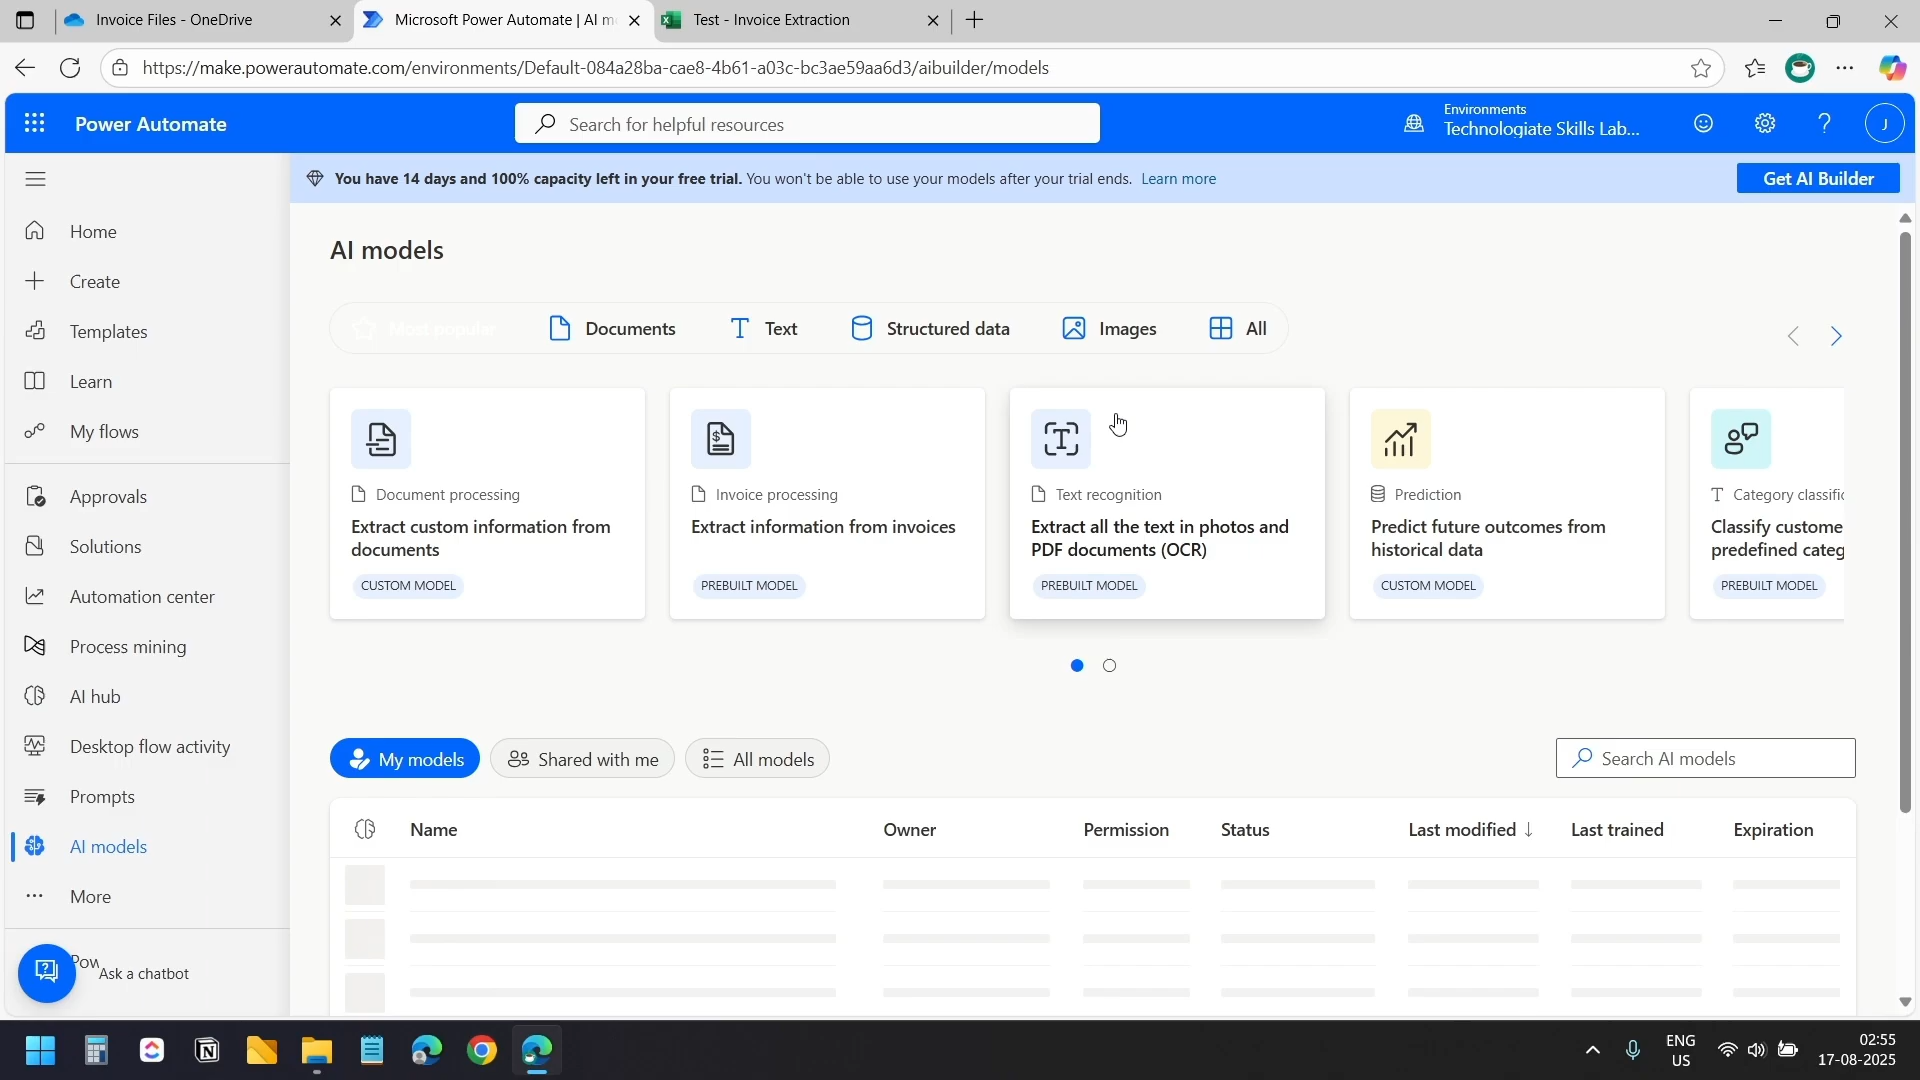 Invoice Files - OneDrive
Microsoft Power Automate | AI m
Test - Invoice Extraction
https://make.powerautomate.com/environments/Default-084a28ba-cae8-4b61-a03c-bc3ae59aa6d3/aibuilder/models
Power Automate
Search for helpful resources
Environments
Technologiate Skills Lab...
J
You have 14 days and 100% capacity left in your free trial. You won't be able to use your models after your trial ends. Learn more
Get AI Builder
Home
Create
Templates
Learn
My flows
Approvals
Solutions
Automation center
Process mining
AI hub
Desktop flow activity
Prompts
AI models
More
Pow
Ask a chatbot
AI models
Most popular
Documents
Text
Structured data
Images
All
Document processing
Extract custom information from
documents
CUSTOM MODEL
Invoice processing
Extract information from invoices
PREBUILT MODEL
Text recognition
Extract all the text in photos and
PDF documents (OCR)
PREBUILT MODEL
Prediction
Predict future outcomes from
historical data
CUSTOM MODEL
Category classific
Classify custome
predefined categ
PREBUILT MODEL
My models
Shared with me
All models
Search AI models
Name
Owner
Permission
Status
Last modified ↓
Last trained
Expiration
ENG
US
02:55
17-08-2025